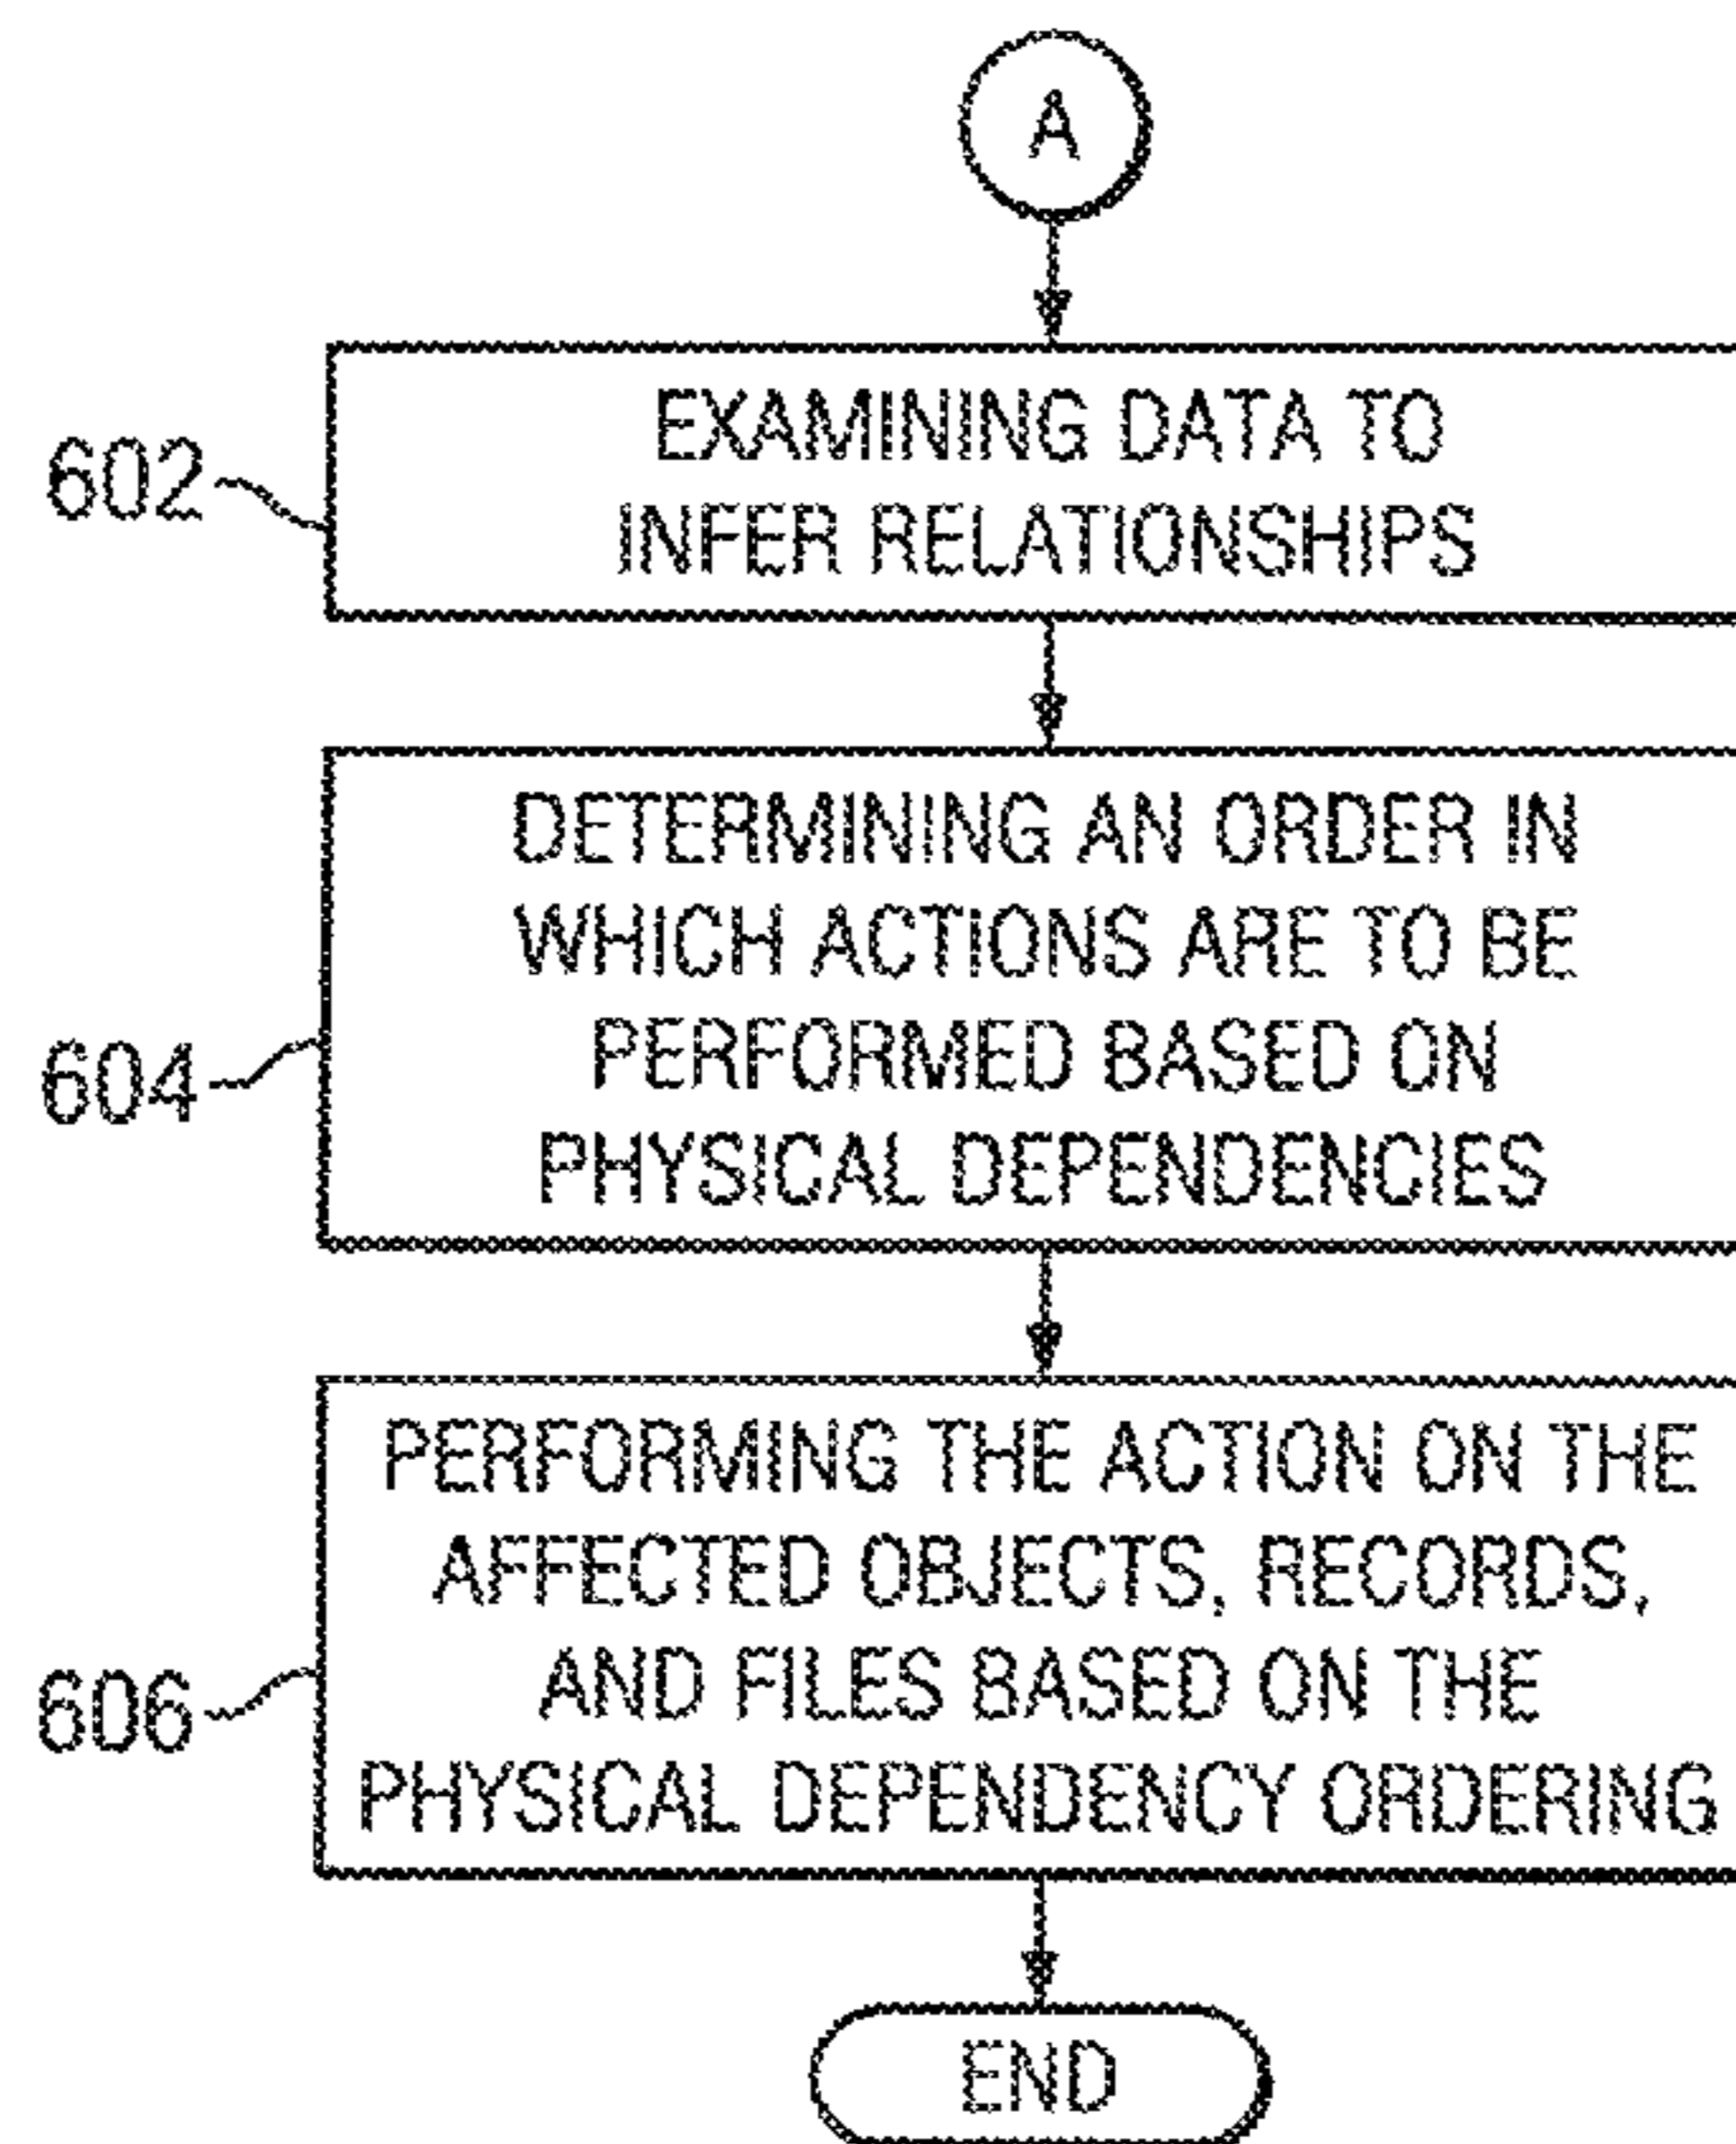 A
602
EXAMINING DATA TO
INFER RELATIONSHIPS
604
DETERMINING AN ORDER IN
WHICH ACTIONS ARE TO BE
PERFORMED BASED ON
PHYSICAL DEPENDENCIES
606
PERFORMING THE ACTION ON THE
AFFECTED OBJECTS, RECORDS,
AND FILES BASED ON THE
PHYSICAL DEPENDENCY ORDERING
END